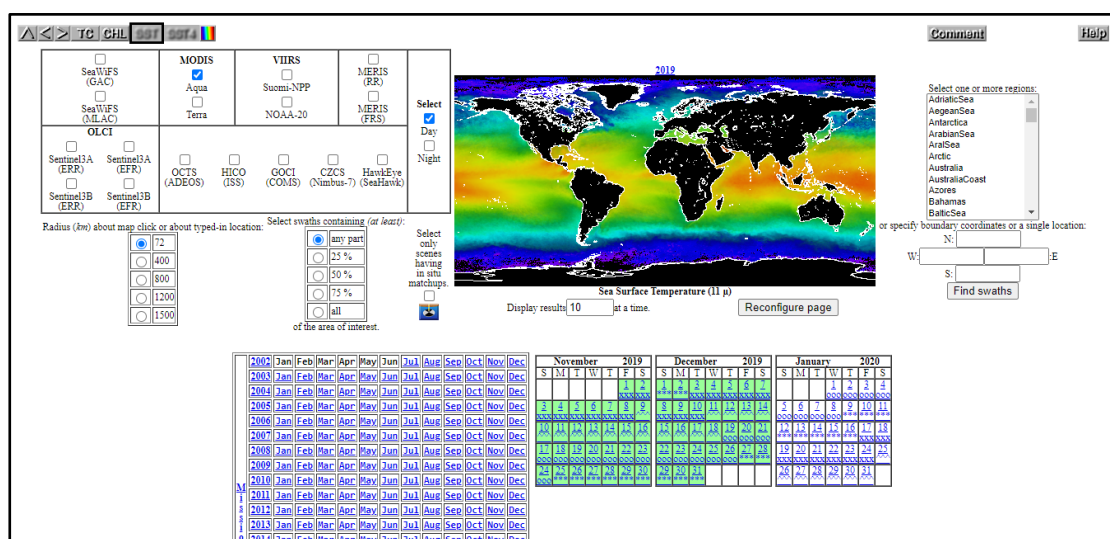 TC CHL SST SST4
Comment
Help
SeaWiFS
(GAC)
SeaWiFS
(MLAC)
MODIS
Aqua
Terra
VIIRS
Suomi-NPP
NOAA-20
MERIS
(RR)
MERIS
(FRS)
OLCI
Sentinel3A
(ERR)
Sentinel3A
(EFR)
Sentinel3B
(ERR)
Sentinel3B
(EFR)
OCTS
(ADEOS)
HICO
(ISS)
GOCI
(COMS)
CZCS
(Nimbus-7)
HawkEye
(SeaHawk)
Select
Day
Night
2019
Sea Surface Temperature (11 μ)
Select one or more regions:
AdriaticSea
AegeanSea
Antarctica
ArabianSea
AralSea
Arctic
Australia
AustraliaCoast
Azores
Bahamas
BalticSea
or specify boundary coordinates or a single location:
N:
W: :E
S:
Find swaths
Radius (km) about map click or about typed-in location:
72
400
800
1200
1500
Select swaths containing (at least):
any part
25 %
50 %
75 %
all
of the area of interest.
Select
only
scenes
having
in situ
matchups.
Display results 10 at a time.
Reconfigure page
M
i
s
s
i
2002 Jan Feb Mar Apr May Jun Jul Aug Sep Oct Nov Dec
2003 Jan Feb Mar Apr May Jun Jul Aug Sep Oct Nov Dec
2004 Jan Feb Mar Apr May Jun Jul Aug Sep Oct Nov Dec
2005 Jan Feb Mar Apr May Jun Jul Aug Sep Oct Nov Dec
2006 Jan Feb Mar Apr May Jun Jul Aug Sep Oct Nov Dec
2007 Jan Feb Mar Apr May Jun Jul Aug Sep Oct Nov Dec
2008 Jan Feb Mar Apr May Jun Jul Aug Sep Oct Nov Dec
2009 Jan Feb Mar Apr May Jun Jul Aug Sep Oct Nov Dec
2010 Jan Feb Mar Apr May Jun Jul Aug Sep Oct Nov Dec
2011 Jan Feb Mar Apr May Jun Jul Aug Sep Oct Nov Dec
2012 Jan Feb Mar Apr May Jun Jul Aug Sep Oct Nov Dec
2013 Jan Feb Mar Apr May Jun Jul Aug Sep Oct Nov Dec
2014 Jan Feb Mar Apr May Jun Jul Aug Sep Oct Nov Dec
November 2019
S M T W T F S
1 2
3 4 5 6 7 8 9
10 11 12 13 14 15 16
17 18 19 20 21 22 23
24 25 26 27 28 29 30
December 2019
S M T W T F S
1 2 3 4 5 6 7
8 9 10 11 12 13 14
15 16 17 18 19 20 21
22 23 24 25 26 27 28
29 30 31
January 2020
S M T W T F S
1 2 3 4
5 6 7 8 9 10 11
12 13 14 15 16 17 18
19 20 21 22 23 24 25
26 27 28 29 30 31